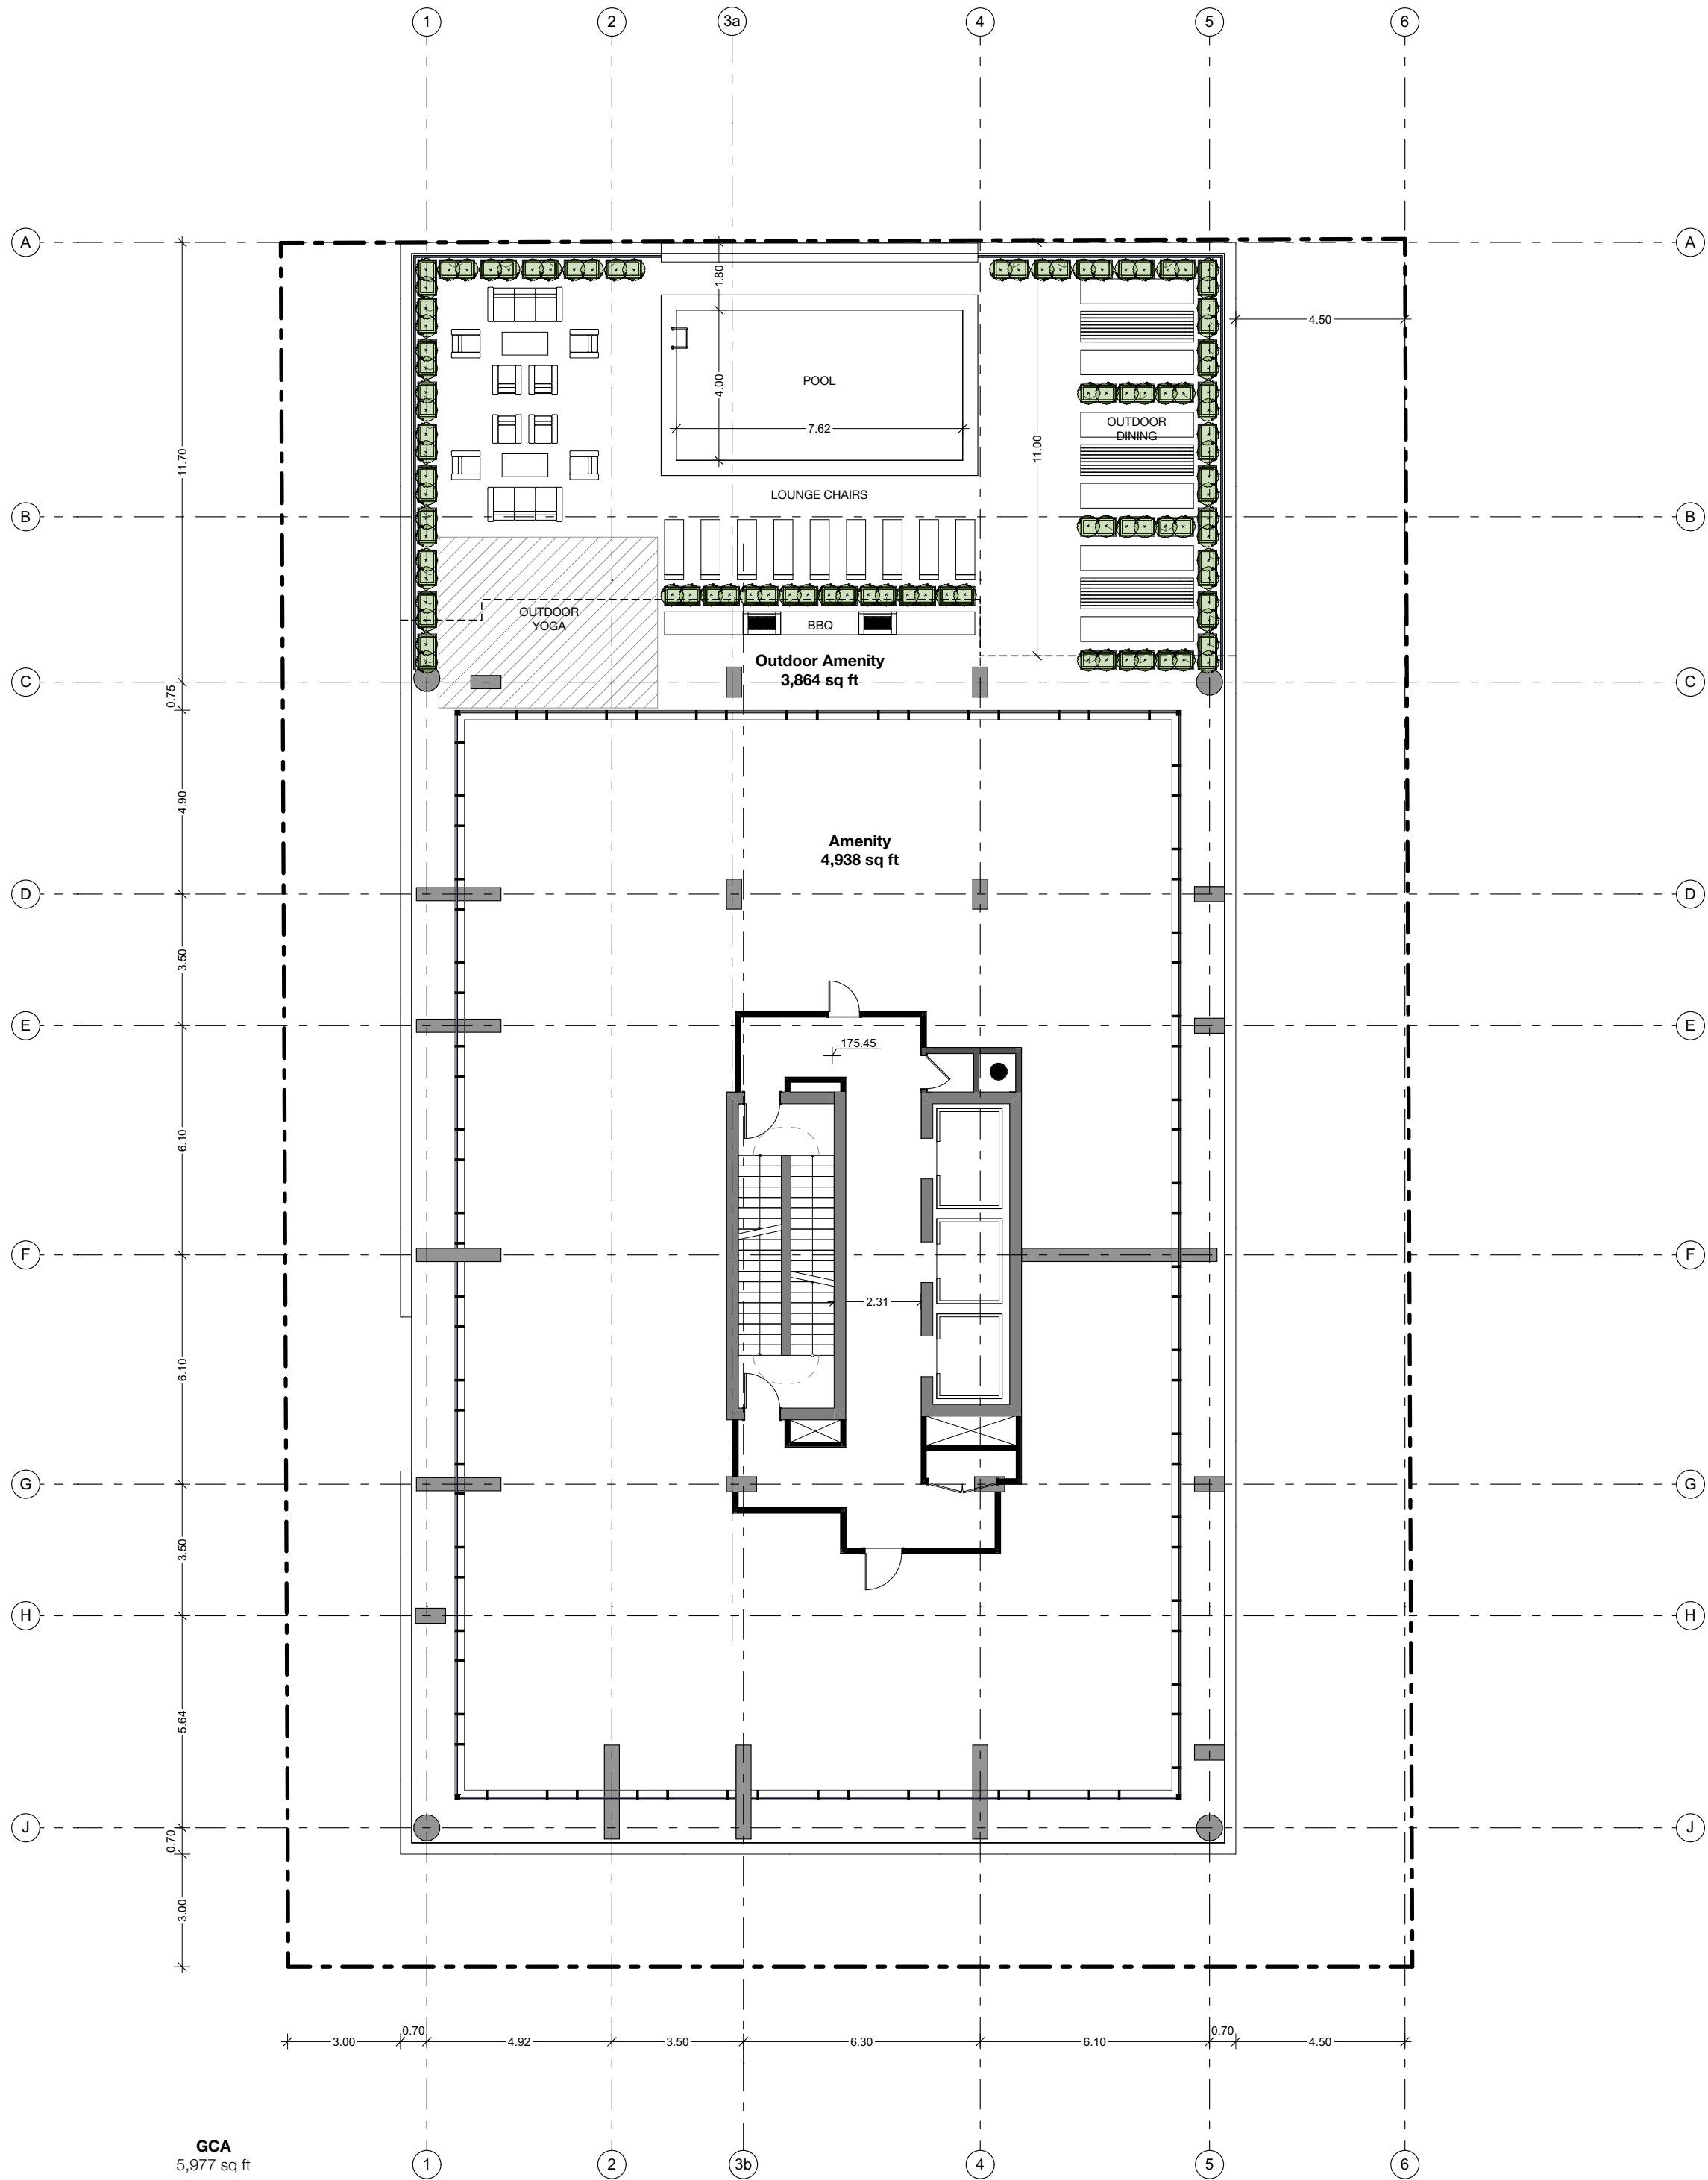 1 2 3a 4 5 6
A A
1.80
4.50
POOL
4.00
7.62
OUTDOOR
DINING
11.00
11.70
LOUNGE CHAIRS
B B
OUTDOOR
YOGA
BBQ
Outdoor Amenity
3,864 sq ft
C C
0.75
4.90
Amenity
4,938 sq ft
D D
3.50
E E
175.45
6.10
F F
2.31
6.10
G G
3.50
H H
5.64
J J
0.70
3.00
3.00 0.70 4.92 3.50 6.30 6.10 0.70 4.50
GCA
5,977 sq ft
1 2 3b 4 5 6